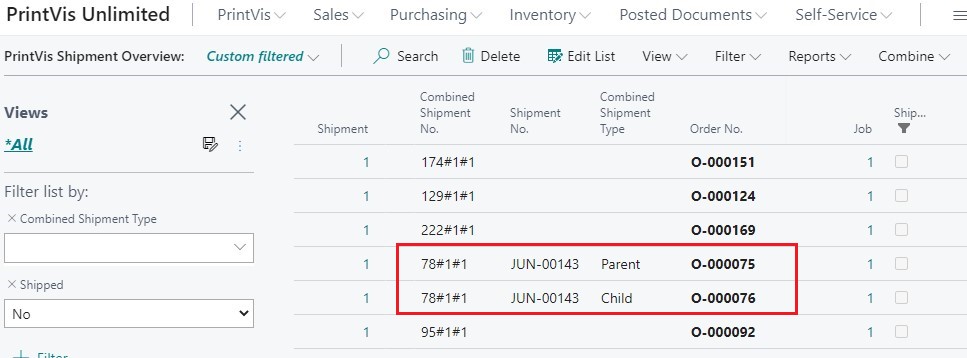 PrintVis Unlimited PrintVis Sales Purchasing Inventory Posted Documents Self-Service
PrintVis Shipment Overview: Custom filtered Search Delete Edit List View Filter Reports Combine
Views
*All
Filter list by:
× Combined Shipment Type
× Shipped
No
+ Filter
Shipment Combined Shipment No. Shipment No. Combined Shipment Type Order No. Job Ship...
1 174#1#1 O-000151 1
1 129#1#1 O-000124 1
1 222#1#1 O-000169 1
1 78#1#1 JUN-00143 Parent O-000075 1
1 78#1#1 JUN-00143 Child O-000076 1
1 95#1#1 O-000092 1